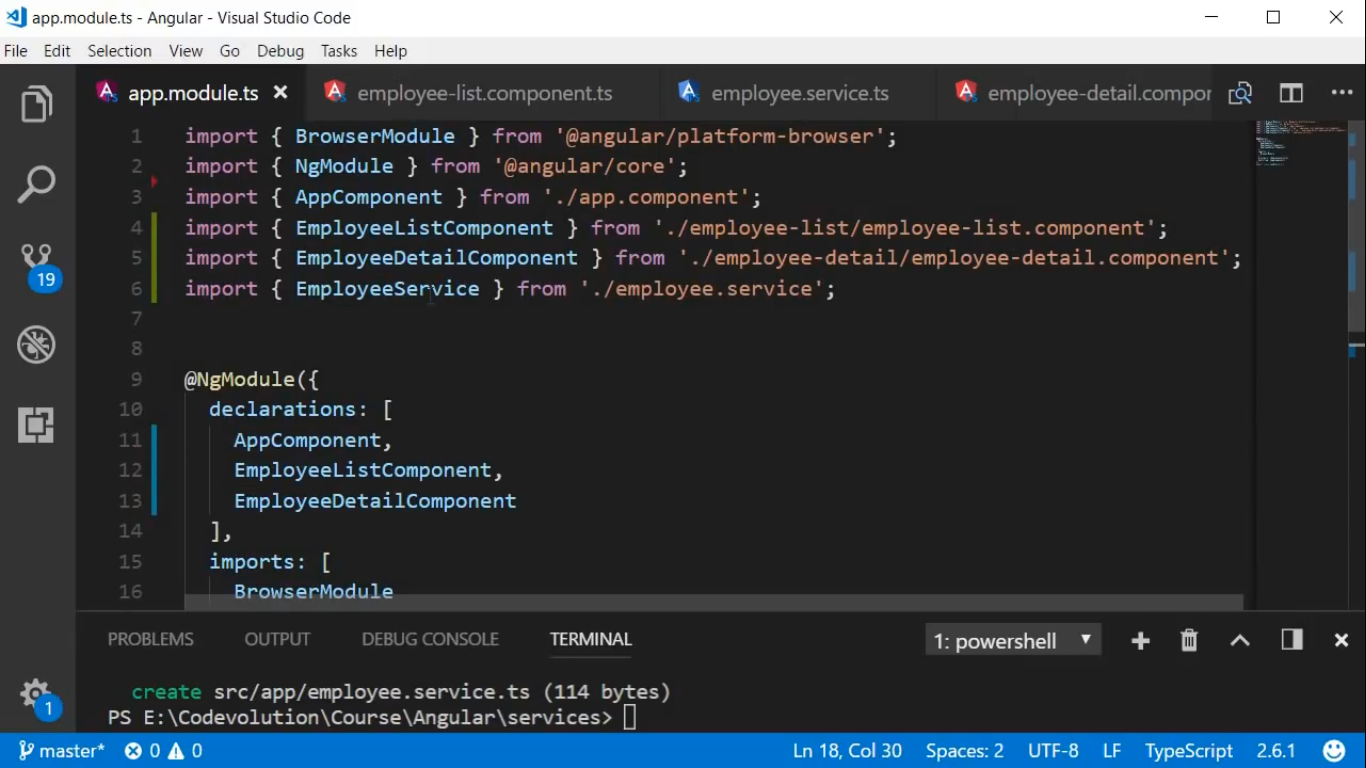 app.module.ts - Angular - Visual Studio Code
File Edit Selection View Go Debug Tasks Help
app.module.ts employee-list.component.ts employee.service.ts employee-detail.compor
1 import { BrowserModule } from '@angular/platform-browser';
2 import { NgModule } from '@angular/core';
3 import { AppComponent } from './app.component';
4 import { EmployeeListComponent } from './employee-list/employee-list.component';
5 import { EmployeeDetailComponent } from './employee-detail/employee-detail.component';
6 import { EmployeeService } from './employee.service';
7
8
9 @NgModule({
10 declarations: [
11 AppComponent,
12 EmployeeListComponent,
13 EmployeeDetailComponent
14 ],
15 imports: [
16 BrowserModule
19
PROBLEMS OUTPUT DEBUG CONSOLE TERMINAL 1: powershell
create src/app/employee.service.ts (114 bytes)
PS E:\Codevolution\Course\Angular\services>
1
master* 0 0 Ln 18, Col 30 Spaces: 2 UTF-8 LF TypeScript 2.6.1